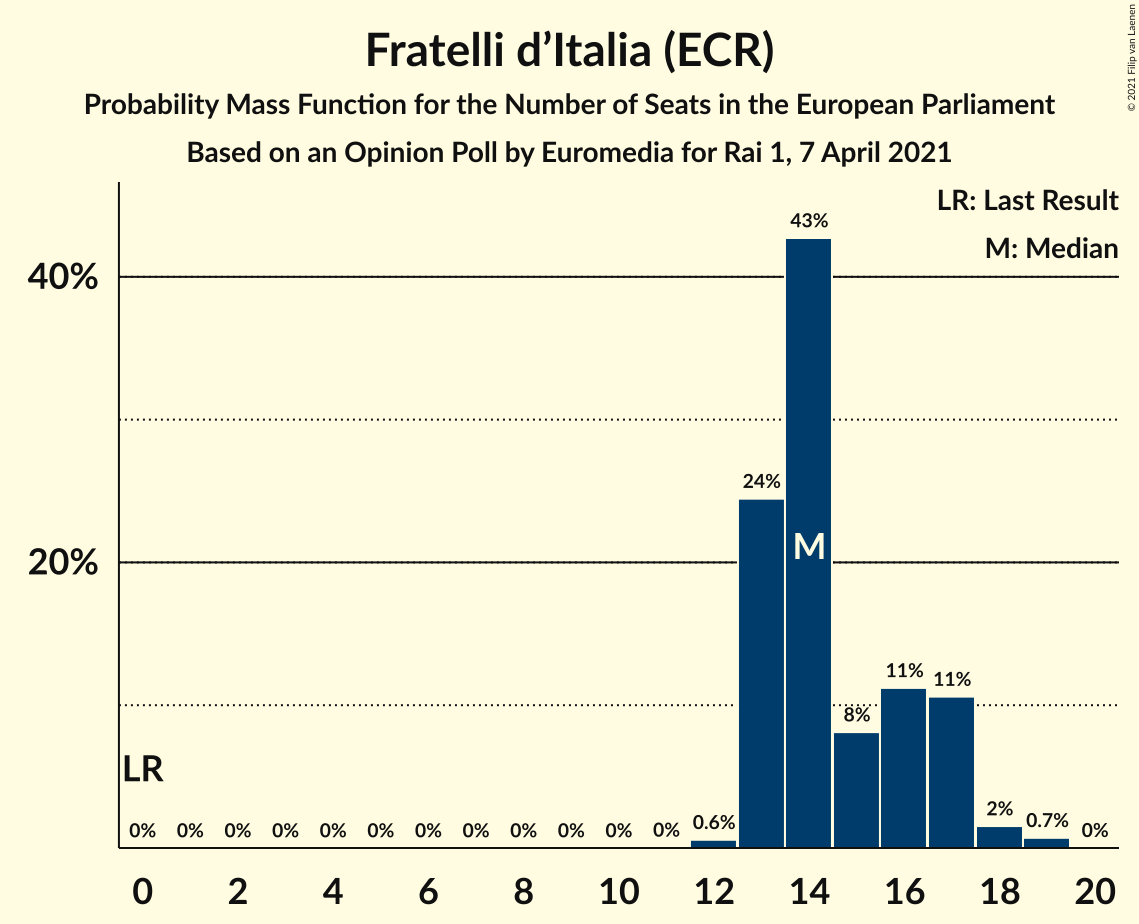 Fratelli d’Italia (ECR)
Probability Mass Function for the Number of Seats in the European Parliament
Based on an Opinion Poll by Euromedia for Rai 1, 7 April 2021
© 2021 Filip van Laenen
LR: Last Result
M: Median
43%
40%
24%
M
20%
11%
11%
8%
LR
2%
0.6%
0.7%
0% 0% 0% 0% 0% 0% 0% 0% 0% 0% 0% 0% 0%
0 2 4 6 8 10 12 14 16 18 20